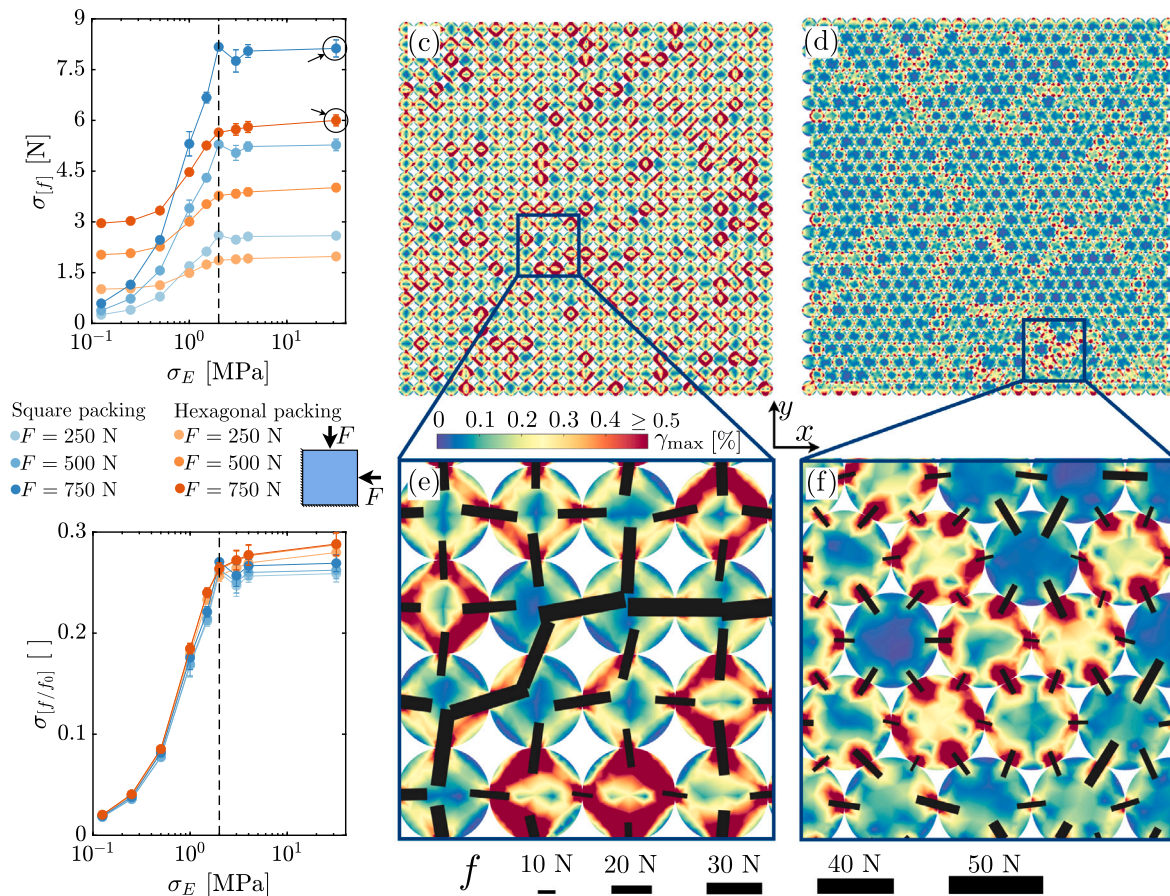 9
7.5
6
4.5
3
1.5
0
σ[f] [N]
10⁻¹ 10⁰ 10¹
σE [MPa]
Square packing
F = 250 N
F = 500 N
F = 750 N
Hexagonal packing
F = 250 N
F = 500 N
F = 750 N
F
F
0.3
0.2
0.1
0
σ[f/f0] [ ]
10⁻¹ 10⁰ 10¹
σE [MPa]
(c)
(d)
0 0.1 0.2 0.3 0.4 ≥ 0.5
γmax [%]
y
x
(e)
(f)
f 10 N 20 N 30 N 40 N 50 N